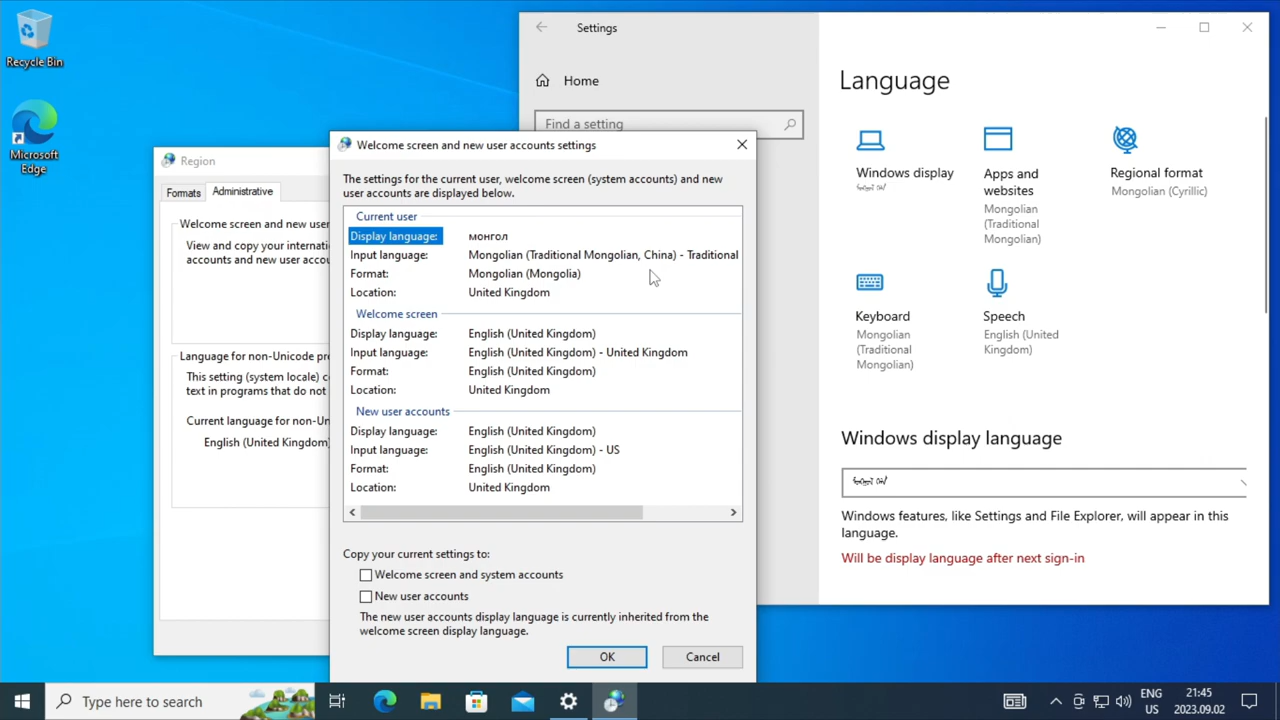 Recycle Bin
Microsoft
Edge
Region
Formats
Administrative
Welcome screen and new user
View and copy your internati
accounts and new user accou
Language for non-Unicode pr
This setting (system locale) c
text in programs that do not
Current language for non-Un
English (United Kingdom)
Welcome screen and new user accounts settings
The settings for the current user, welcome screen (system accounts) and new
user accounts are displayed below.
Current user
Display language: монгол
Input language: Mongolian (Traditional Mongolian, China) - Traditional
Format: Mongolian (Mongolia)
Location: United Kingdom
Welcome screen
Display language: English (United Kingdom)
Input language: English (United Kingdom) - United Kingdom
Format: English (United Kingdom)
Location: United Kingdom
New user accounts
Display language: English (United Kingdom)
Input language: English (United Kingdom) - US
Format: English (United Kingdom)
Location: United Kingdom
Copy your current settings to:
Welcome screen and system accounts
New user accounts
The new user accounts display language is currently inherited from the
welcome screen display language.
OK
Cancel
Settings
Home
Find a setting
Language
Windows display
Apps and
websites
Mongolian
(Traditional
Mongolian)
Regional format
Mongolian (Cyrillic)
Keyboard
Mongolian
(Traditional
Mongolian)
Speech
English (United
Kingdom)
Windows display language
Windows features, like Settings and File Explorer, will appear in this
language.
Will be display language after next sign-in
Type here to search
ENG
US
21:45
2023.09.02